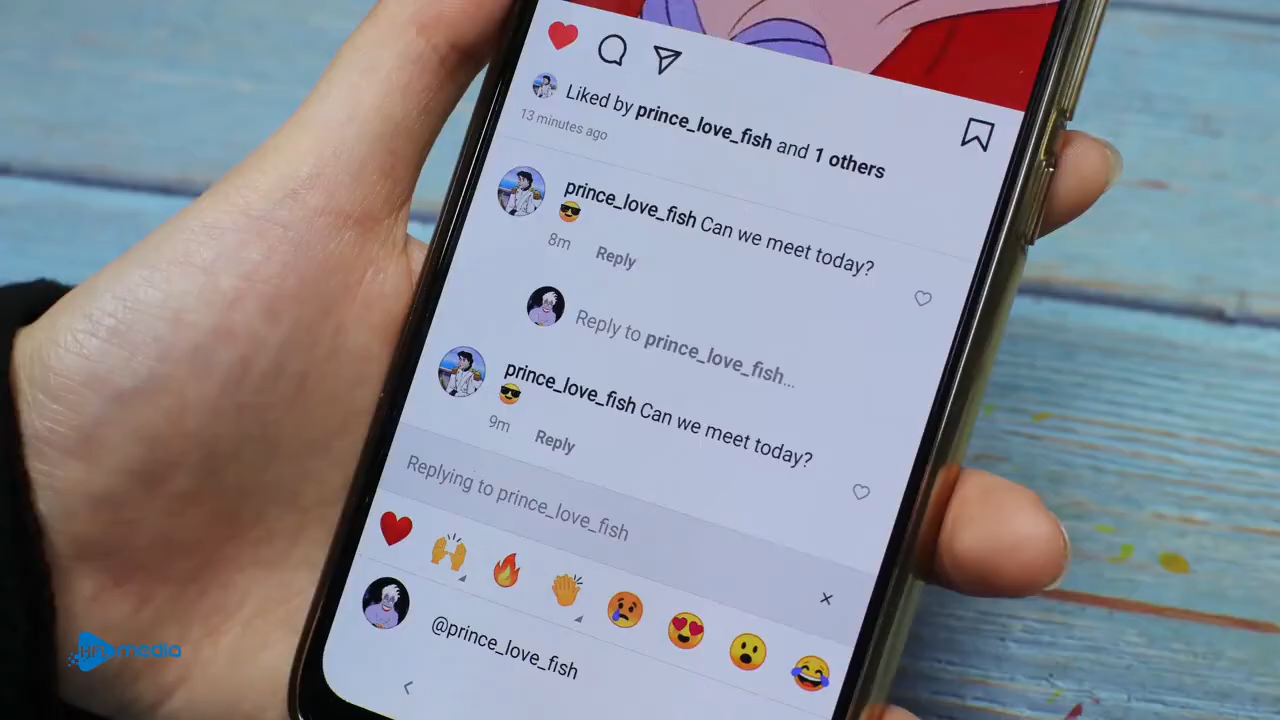 Liked by prince_love_fish and 1 others
13 minutes ago
prince_love_fish Can we meet today?
😎
8m Reply
Reply to prince_love_fish...
prince_love_fish Can we meet today?
😎
9m Reply
Replying to prince_love_fish
@prince_love_fish
media